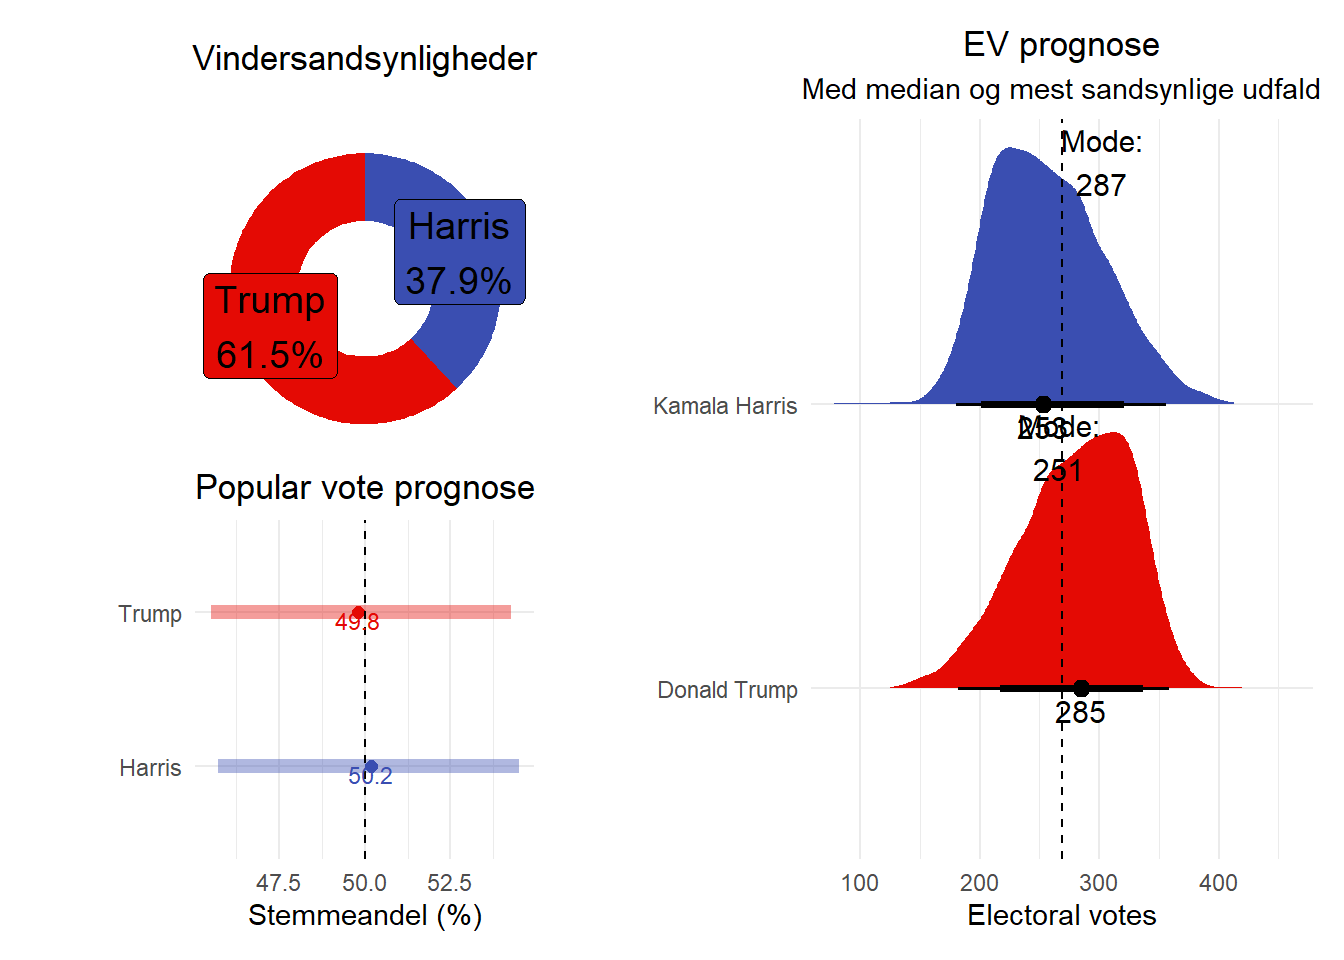 Vindersandsynligheder
Harris
37.9%
Trump
61.5%
Popular vote prognose
Trump
49.8
Harris
50.2
47.5 50.0 52.5
Stemmeandel (%)
EV prognose
Med median og mest sandsynlige udfald
Mode:
287
Kamala Harris
253
Mode:
251
Donald Trump
285
100 200 300 400
Electoral votes